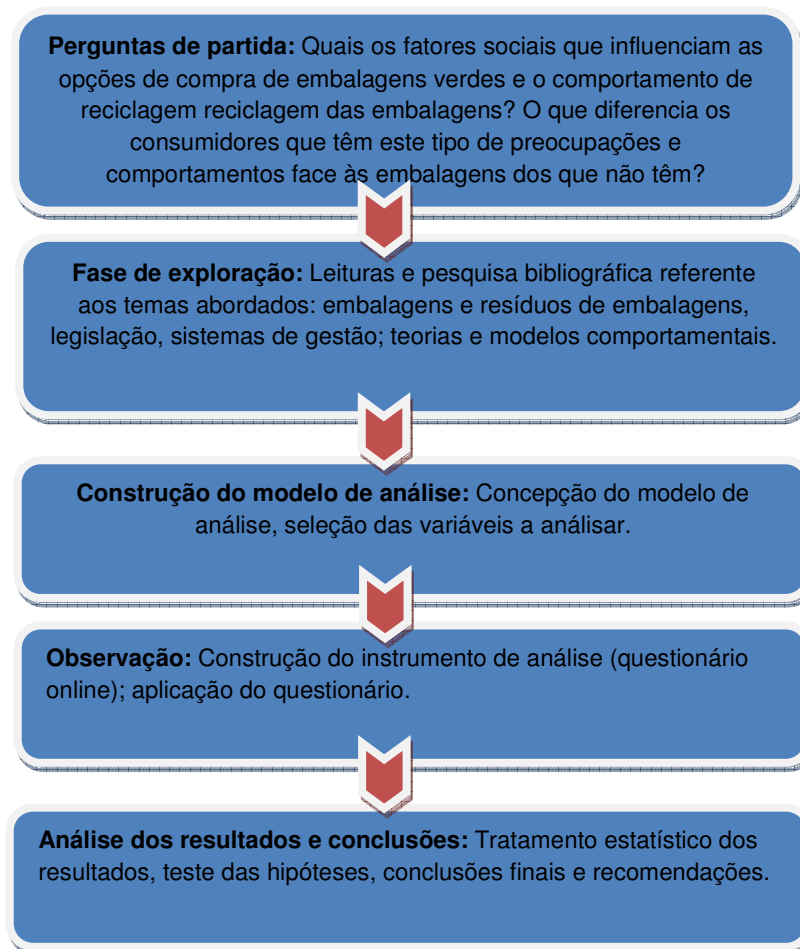 Perguntas de partida: Quais os fatores sociais que influenciam as
opções de compra de embalagens verdes e o comportamento de
reciclagem reciclagem das embalagens? O que diferencia os
consumidores que têm este tipo de preocupações e
comportamentos face às embalagens dos que não têm?
Fase de exploração: Leituras e pesquisa bibliográfica referente
aos temas abordados: embalagens e resíduos de embalagens,
legislação, sistemas de gestão; teorias e modelos comportamentais.
Construção do modelo de análise: Concepção do modelo de
análise, seleção das variáveis a análisar.
Observação: Construção do instrumento de análise (questionário
online); aplicação do questionário.
Análise dos resultados e conclusões: Tratamento estatístico dos
resultados, teste das hipóteses, conclusões finais e recomendações.